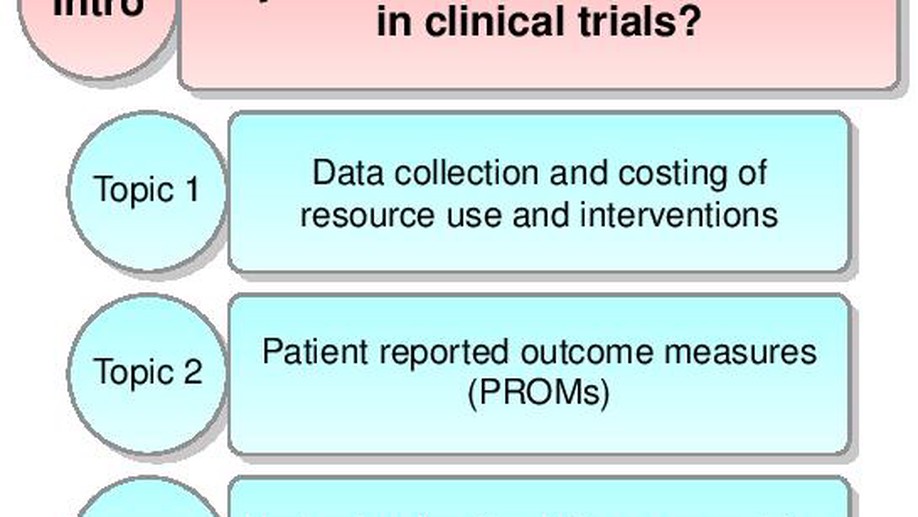 Intro
in clinical trials?
Topic 1
Data collection and costing of
resource use and interventions
Topic 2
Patient reported outcome measures
(PROMs)